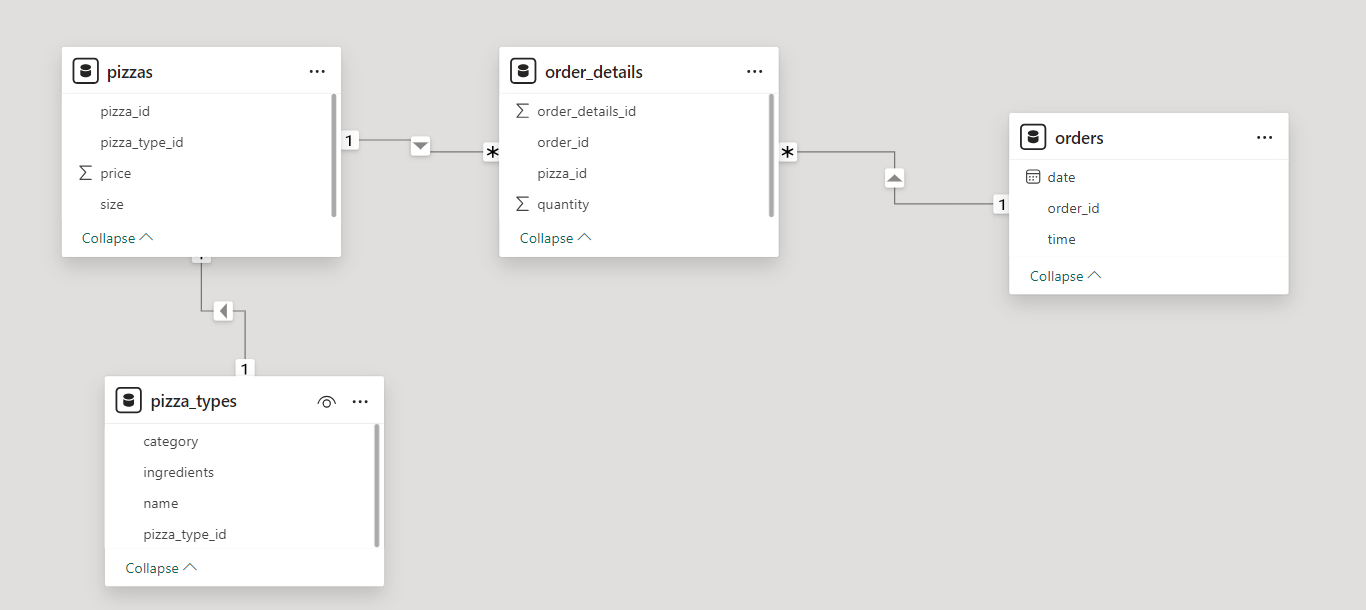 pizzas
pizza_id
pizza_type_id
price
size
Collapse
1
*
order_details
order_details_id
order_id
pizza_id
quantity
Collapse
*
1
orders
date
order_id
time
Collapse
1
pizza_types
category
ingredients
name
pizza_type_id
Collapse